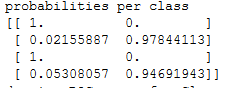 probabilities per class
[[ 1.          0.        ]
 [ 0.02155887  0.97844113]
 [ 1.          0.        ]
 [ 0.05308057  0.94691943]]